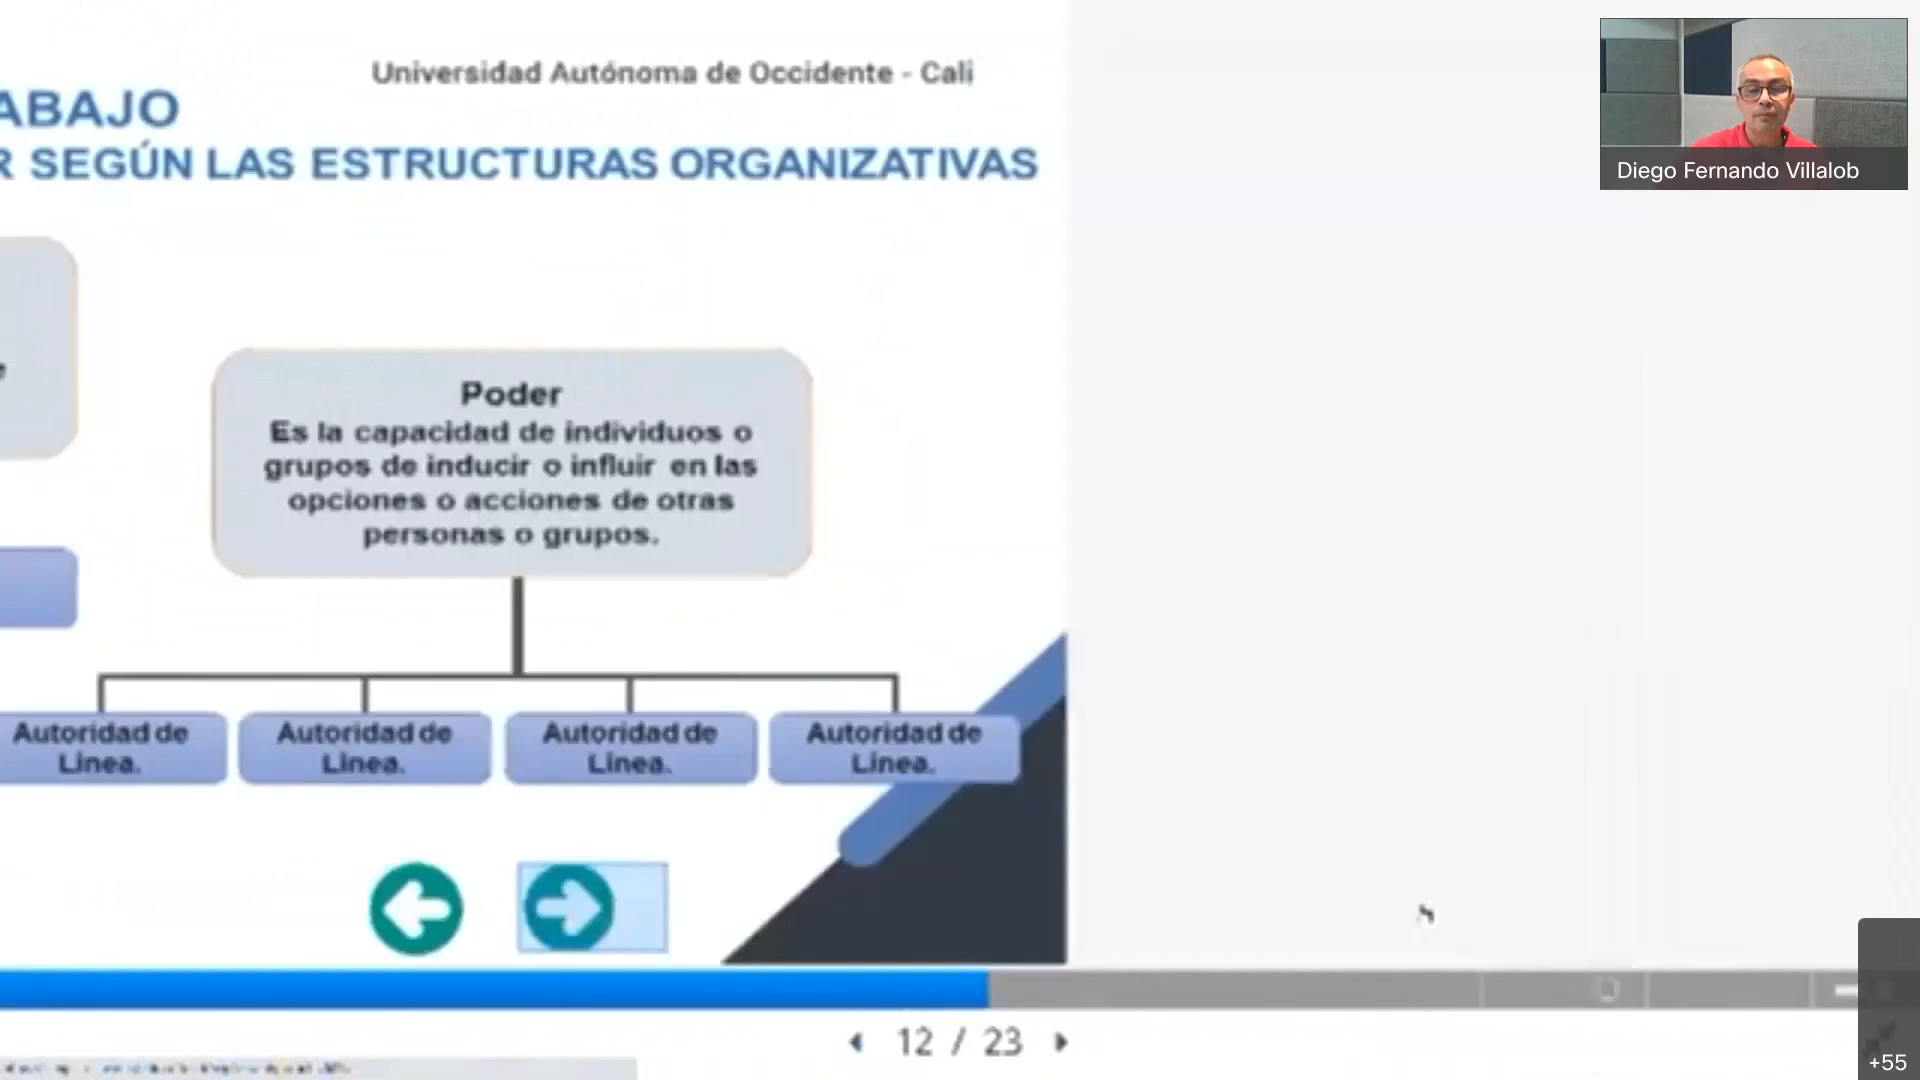 Universidad Autónoma de Occidente - Cali
ABAJO
R SEGÚN LAS ESTRUCTURAS ORGANIZATIVAS
Diego Fernando Villalob
Poder
Es la capacidad de individuos o
grupos de inducir o influir en las
opciones o acciones de otras
personas o grupos.
Autoridad de
Linea.
Autoridad de
Linea.
Autoridad de
Linea.
Autoridad de
Linea.
12 / 23
+55